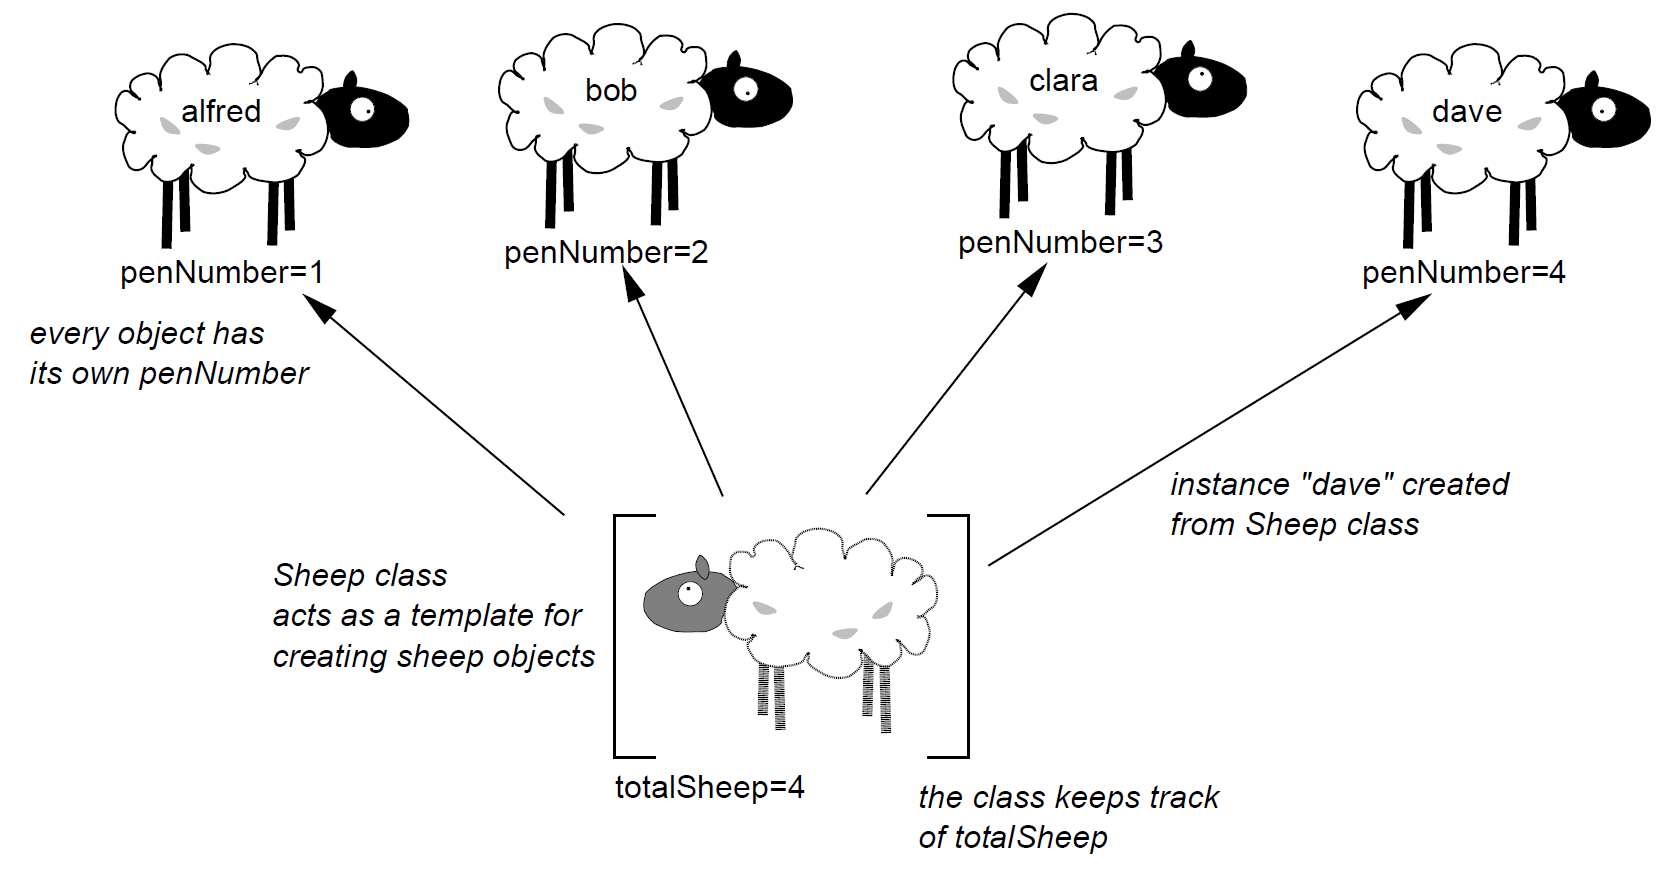 alfred
bob
clara
dave
penNumber=1
penNumber=2
penNumber=3
penNumber=4
every object has
its own penNumber
instance "dave" created
from Sheep class
Sheep class
acts as a template for
creating sheep objects
totalSheep=4
the class keeps track
of totalSheep